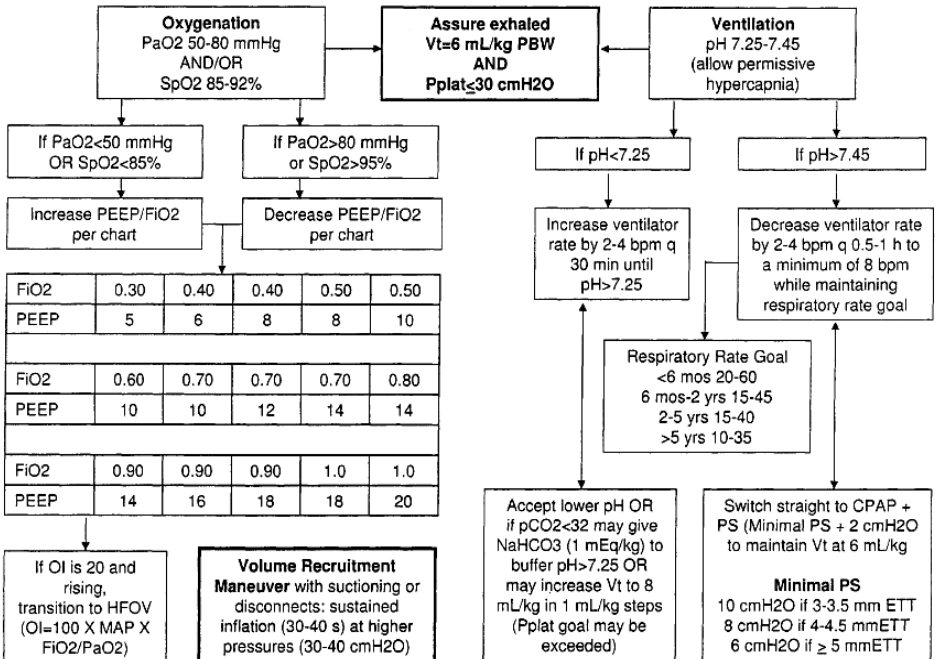 Oxygenation
PaO2 50-80 mmHg
AND/OR
SpO2 85-92%
Assure exhaled
Vt=6 mL/kg PBW
AND
Pplat≤30 cmH2O
Ventilation
pH 7.25-7.45
(allow permissive
hypercapnia)
If PaO2<50 mmHg
OR SpO2<85%
If PaO2>80 mmHg
or SpO2>95%
If pH<7.25
If pH>7.45
Increase PEEP/FiO2
per chart
Decrease PEEP/FiO2
per chart
Increase ventilator
rate by 2-4 bpm q
30 min until
pH>7.25
Decrease ventilator rate
by 2-4 bpm q 0.5-1 h to
a minimum of 8 bpm
while maintaining
respiratory rate goal
FiO2 0.30 0.40 0.40 0.50 0.50
PEEP 5 6 8 8 10
FiO2 0.60 0.70 0.70 0.70 0.80
PEEP 10 10 12 14 14
FiO2 0.90 0.90 0.90 1.0 1.0
PEEP 14 16 18 18 20
Respiratory Rate Goal
<6 mos 20-60
6 mos-2 yrs 15-45
2-5 yrs 15-40
>5 yrs 10-35
If OI is 20 and
rising,
transition to HFOV
(OI=100 X MAP X
FiO2/PaO2)
Volume Recruitment
Maneuver with suctioning or
disconnects: sustained
inflation (30-40 s) at higher
pressures (30-40 cmH2O)
Accept lower pH OR
if pCO2<32 may give
NaHCO3 (1 mEq/kg) to
buffer pH>7.25 OR
may increase Vt to 8
mL/kg in 1 mL/kg steps
(Pplat goal may be
exceeded)
Switch straight to CPAP +
PS (Minimal PS + 2 cmH2O
to maintain Vt at 6 mL/kg
Minimal PS
10 cmH2O if 3-3.5 mm ETT
8 cmH2O if 4-4.5 mmETT
6 cmH2O if ≥ 5 mmETT